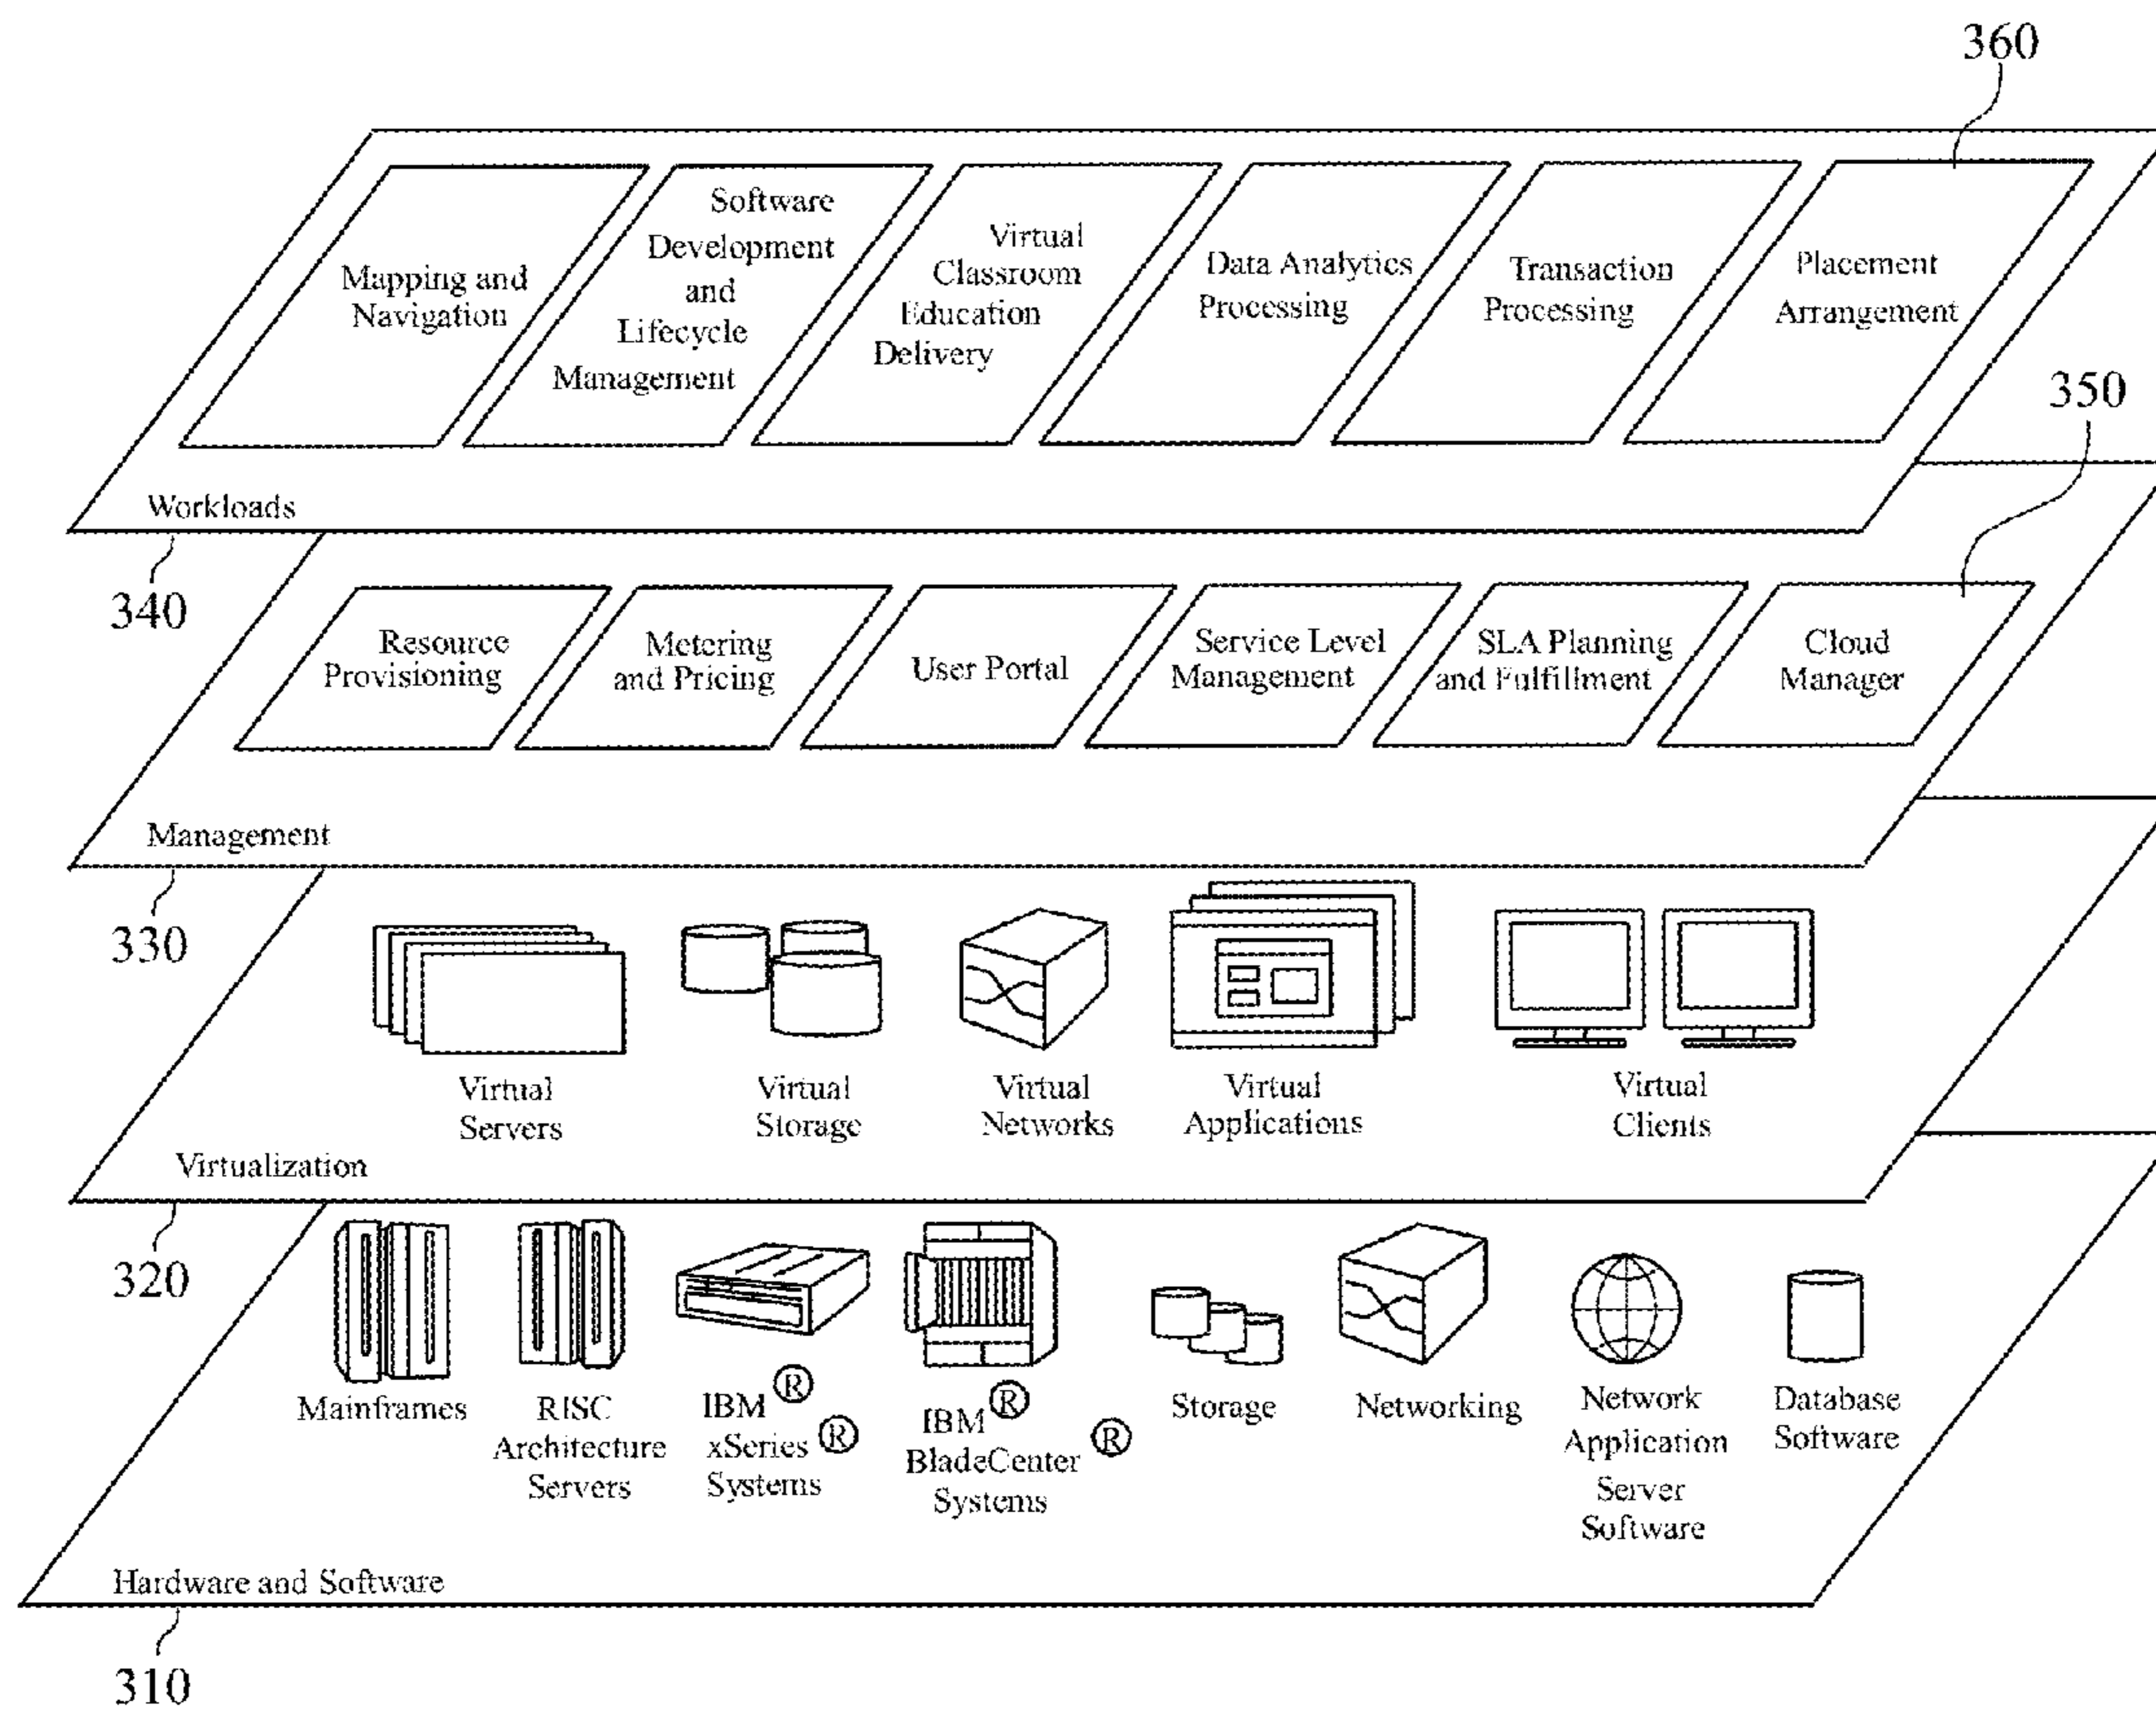 360
Mapping and
Navigation
Software
Development
and
Lifecycle
Management
Virtual
Classroom
Education
Delivery
Data Analytics
Processing
Transaction
Processing
Placement
Arrangement
350
Workloads
340
Resource
Provisioning
Metering
and Pricing
User Portal
Service Level
Management
SLA Planning
and Fulfillment
Cloud
Manager
Management
330
Virtual
Servers
Virtual
Storage
Virtual
Networks
Virtual
Applications
Virtual
Clients
Virtualization
320
Mainframes
RISC
Architecture
Servers
IBM ®
xSeries ®
Systems
IBM ®
BladeCenter ®
Systems
Storage
Networking
Network
Application
Server
Software
Database
Software
Hardware and Software
310